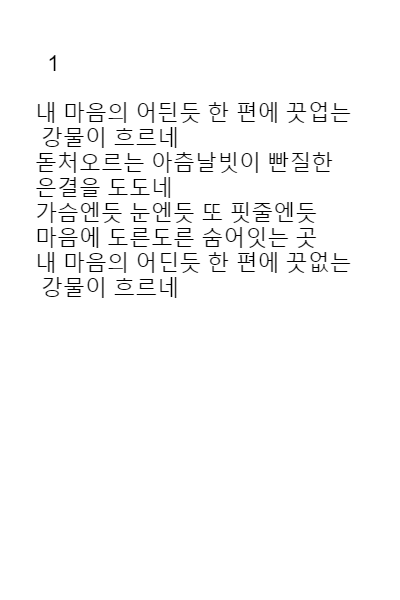 1
내 마음의 어딘듯 한 편에 끗업는
강물이 흐르네
돋처오르는 아츰날빗이 빤질한
은결을 도도네
가슴엔듯 눈엔듯 또 핏줄엔듯
마음에 도른도른 숨어잇는 곳
내 마음의 어딘듯 한 편에 끗없는
강물이 흐르네